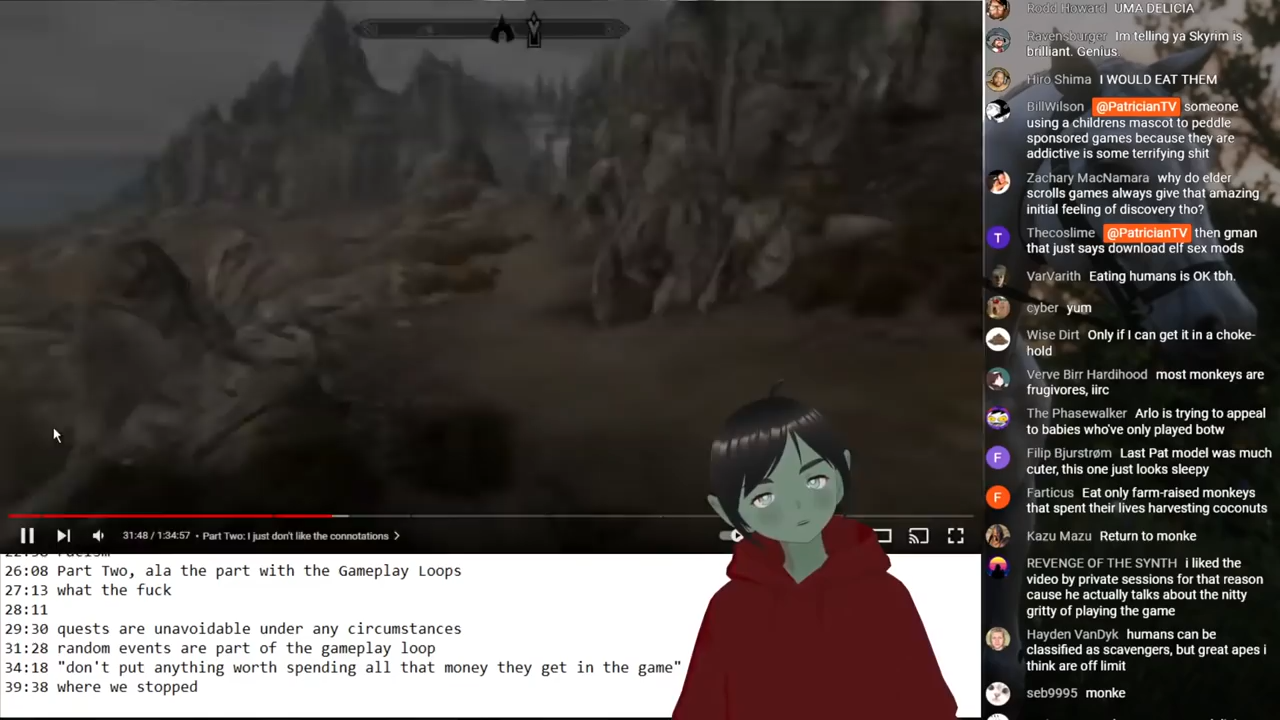 31:48 / 1:34:57 • Part Two: I just don't like the connotations >
26:08 Part Two, ala the part with the Gameplay Loops
27:13 what the fuck
28:11
29:30 quests are unavoidable under any circumstances
31:28 random events are part of the gameplay loop
34:18 "don't put anything worth spending all that money they get in the game"
39:38 where we stopped
Rodd Howard UMA DELICIA
Ravensburger Im telling ya Skyrim is
brilliant. Genius.
Hiro Shima I WOULD EAT THEM
BillWilson @PatricianTV someone
using a childrens mascot to peddle
sponsored games because they are
addictive is some terrifying shit
Zachary MacNamara why do elder
scrolls games always give that amazing
initial feeling of discovery tho?
T
Thecoslime @PatricianTV then gman
that just says download elf sex mods
VarVarith Eating humans is OK tbh.
cyber yum
Wise Dirt Only if I can get it in a choke-
hold
Verve Birr Hardihood most monkeys are
frugivores, iirc
The Phasewalker Arlo is trying to appeal
to babies who've only played botw
F
Filip Bjurstrøm Last Pat model was much
cuter, this one just looks sleepy
F
Farticus Eat only farm-raised monkeys
that spent their lives harvesting coconuts
Kazu Mazu Return to monke
REVENGE OF THE SYNTH i liked the
video by private sessions for that reason
cause he actually talks about the nitty
gritty of playing the game
Hayden VanDyk humans can be
classified as scavengers, but great apes i
think are off limit
seb9995 monke